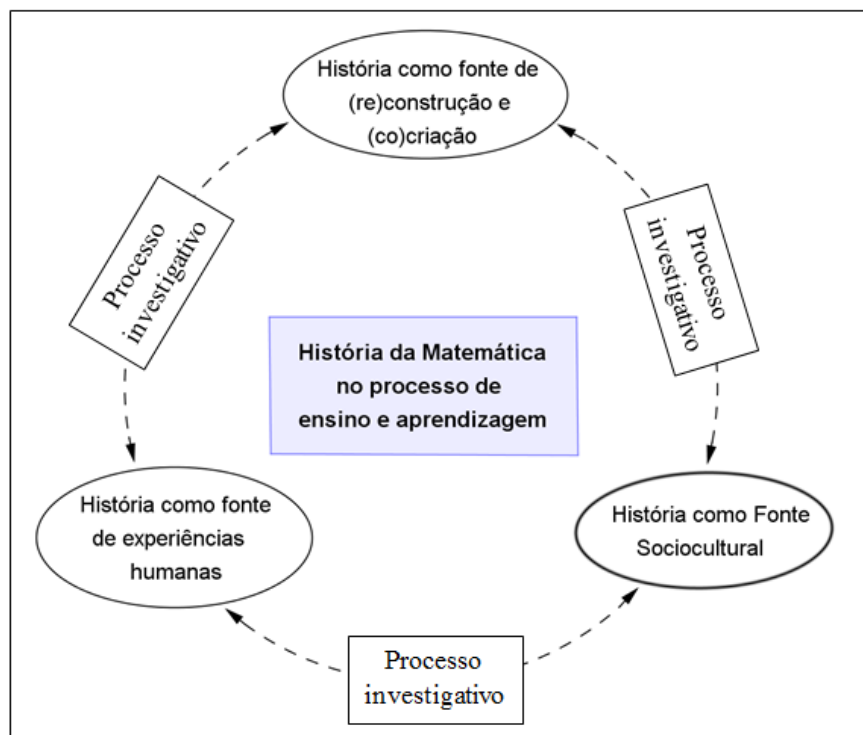 História como fonte de
(re)construção e
(co)criação
Processo
investigativo
Processo
investigativo
História da Matemática
no processo de
ensino e aprendizagem
História como fonte
de experiências
humanas
História como Fonte
Sociocultural
Processo
investigativo